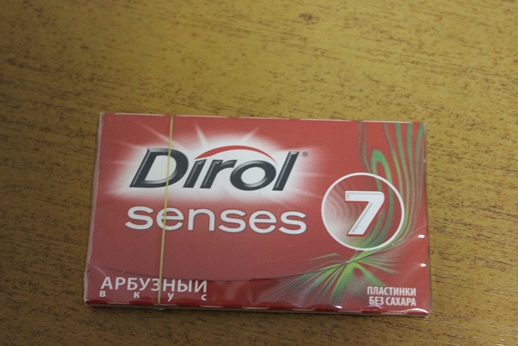 Dirol®
senses
7
АРБУЗНЫЙ
вкус
ПЛАСТИНКИ
БЕЗ САХАРА